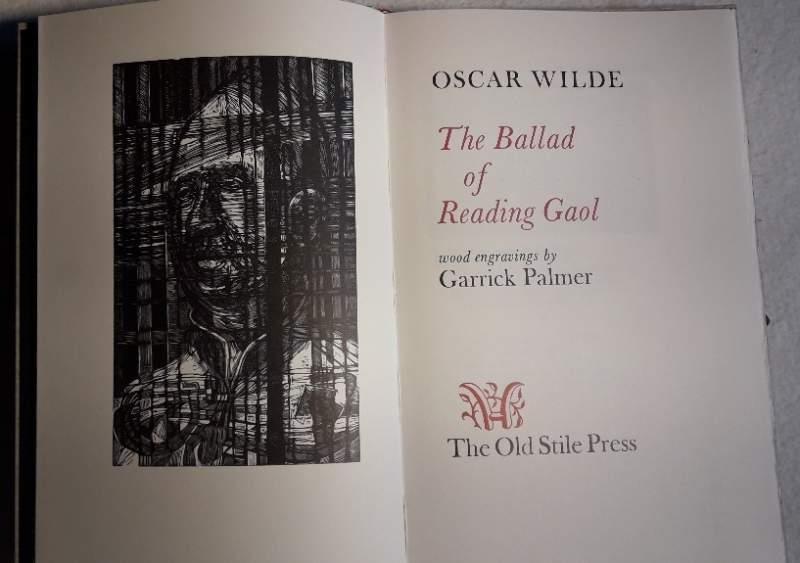 OSCAR WILDE
The Ballad
of
Reading Gaol
wood engravings by
Garrick Palmer
The Old Stile Press